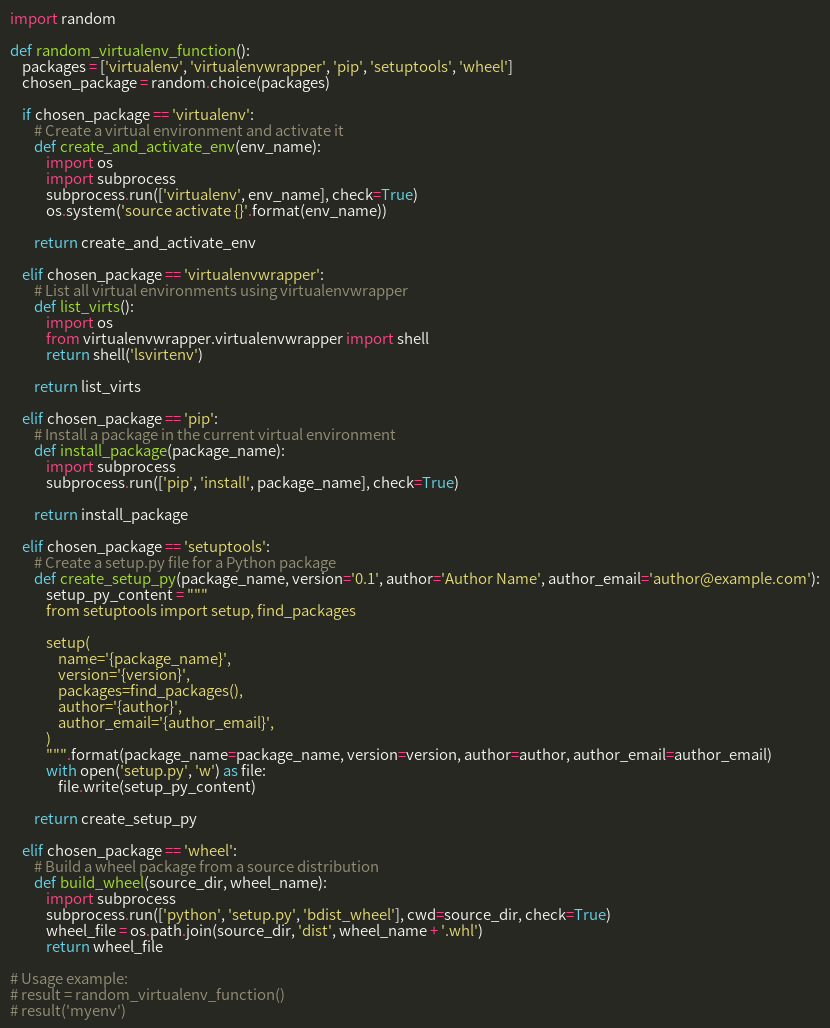 import random

def random_virtualenv_function():
    packages = ['virtualenv', 'virtualenvwrapper', 'pip', 'setuptools', 'wheel']
    chosen_package = random.choice(packages)

    if chosen_package == 'virtualenv':
        # Create a virtual environment and activate it
        def create_and_activate_env(env_name):
            import os
            import subprocess
            subprocess.run(['virtualenv', env_name], check=True)
            os.system('source activate {}'.format(env_name))

        return create_and_activate_env

    elif chosen_package == 'virtualenvwrapper':
        # List all virtual environments using virtualenvwrapper
        def list_virts():
            import os
            from virtualenvwrapper.virtualenvwrapper import shell
            return shell('lsvirtenv')

        return list_virts

    elif chosen_package == 'pip':
        # Install a package in the current virtual environment
        def install_package(package_name):
            import subprocess
            subprocess.run(['pip', 'install', package_name], check=True)

        return install_package

    elif chosen_package == 'setuptools':
        # Create a setup.py file for a Python package
        def create_setup_py(package_name, version='0.1', author='Author Name', author_email='author@example.com'):
            setup_py_content = """
            from setuptools import setup, find_packages

            setup(
                name='{package_name}',
                version='{version}',
                packages=find_packages(),
                author='{author}',
                author_email='{author_email}',
            )
            """.format(package_name=package_name, version=version, author=author, author_email=author_email)
            with open('setup.py', 'w') as file:
                file.write(setup_py_content)

        return create_setup_py

    elif chosen_package == 'wheel':
        # Build a wheel package from a source distribution
        def build_wheel(source_dir, wheel_name):
            import subprocess
            subprocess.run(['python', 'setup.py', 'bdist_wheel'], cwd=source_dir, check=True)
            wheel_file = os.path.join(source_dir, 'dist', wheel_name + '.whl')
            return wheel_file

# Usage example:
# result = random_virtualenv_function()
# result('myenv')